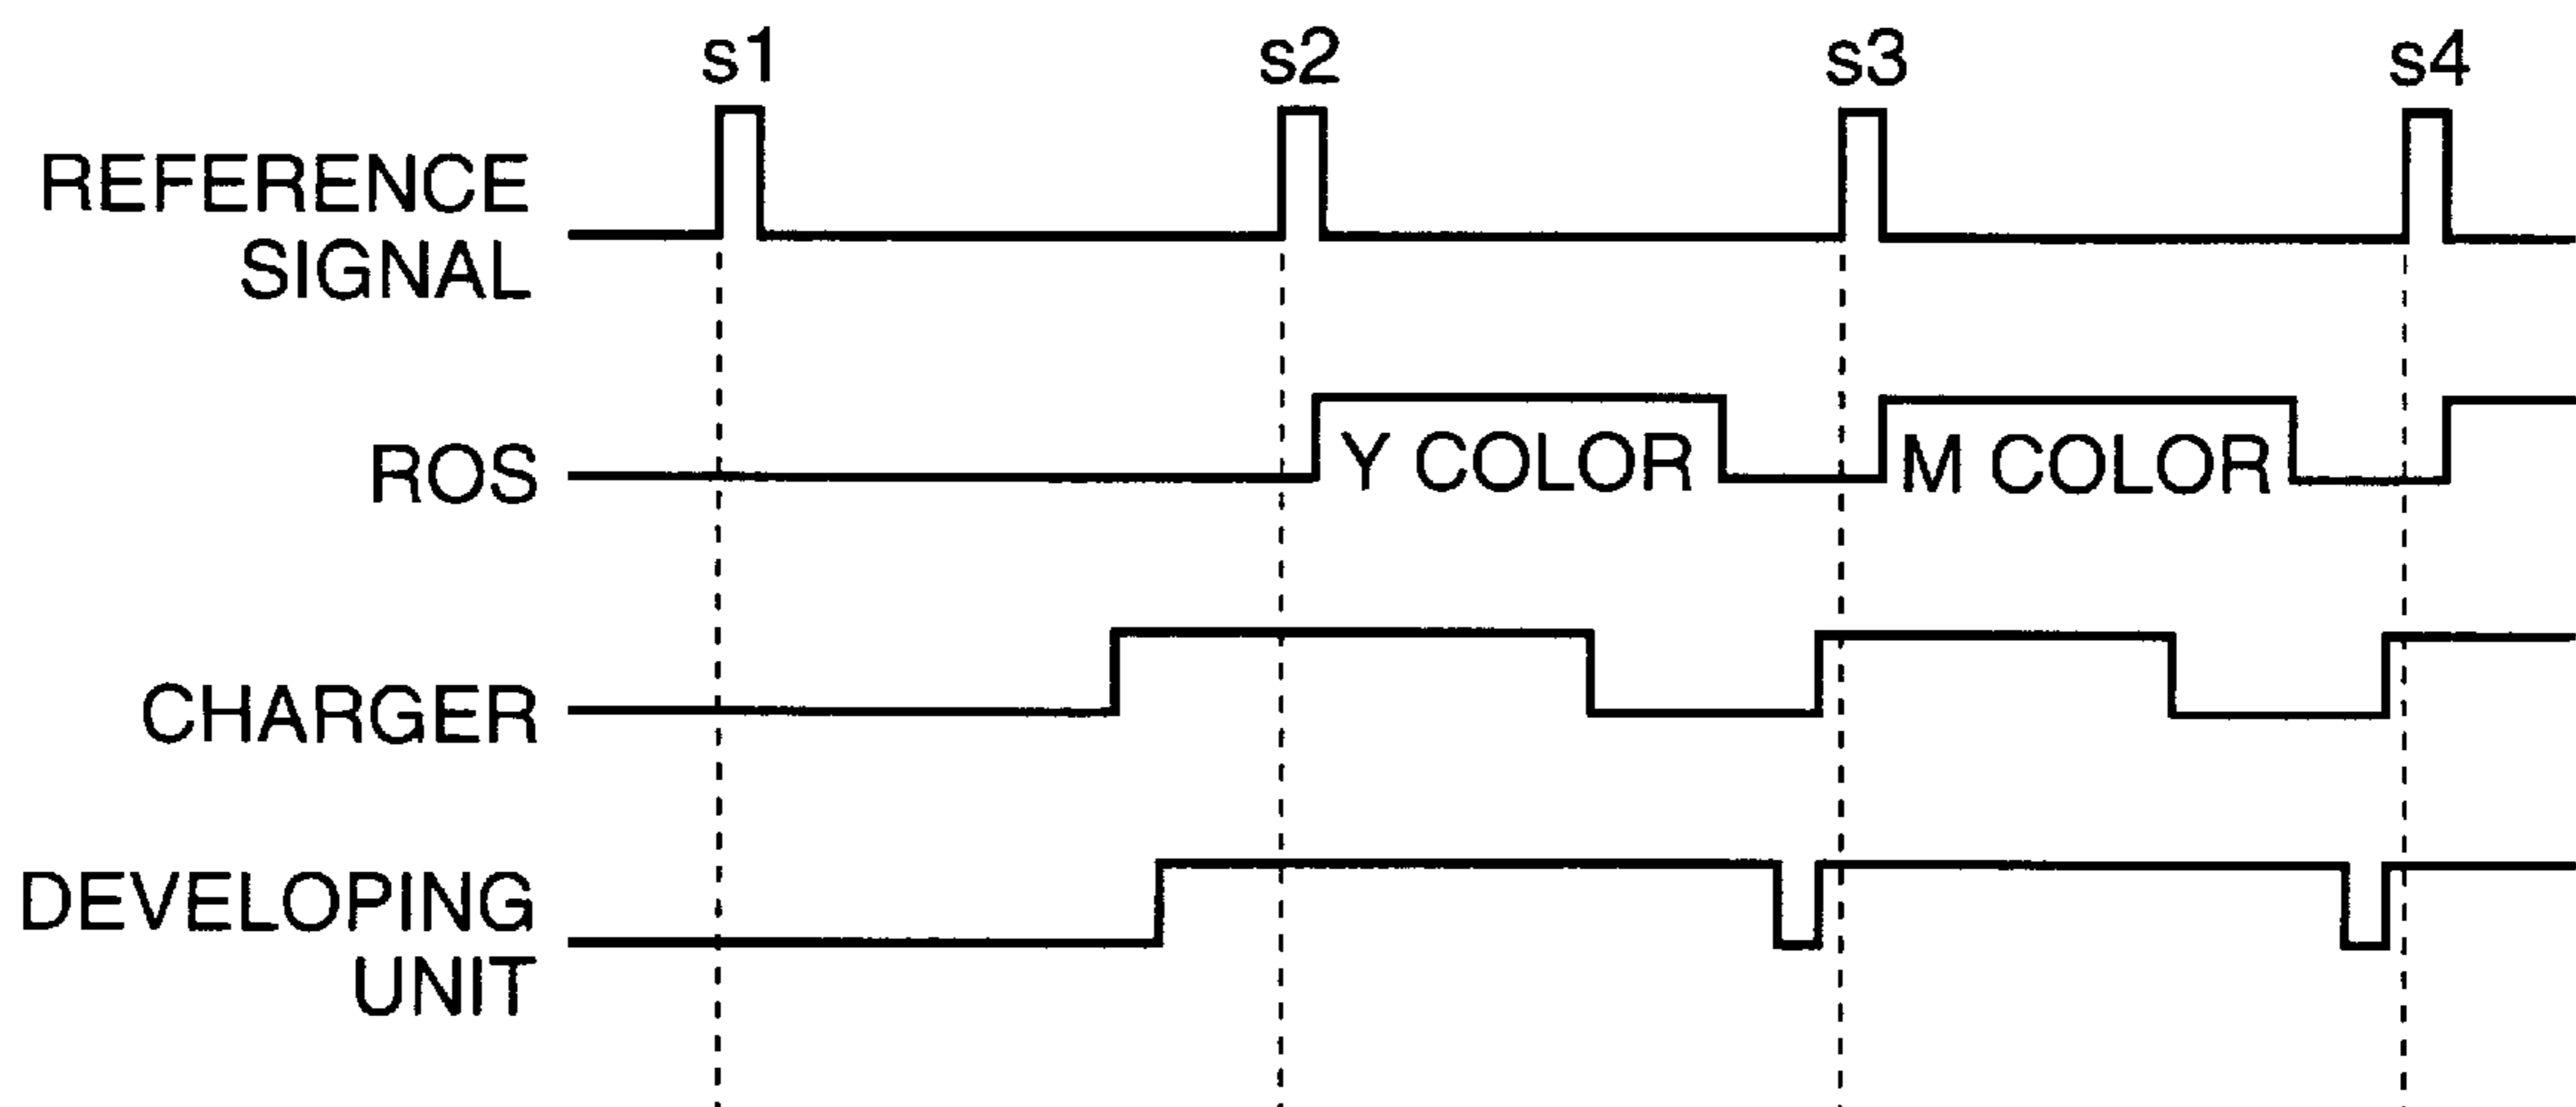 s1 s2 s3 s4
REFERENCE
SIGNAL
ROS Y COLOR M COLOR
CHARGER
DEVELOPING
UNIT